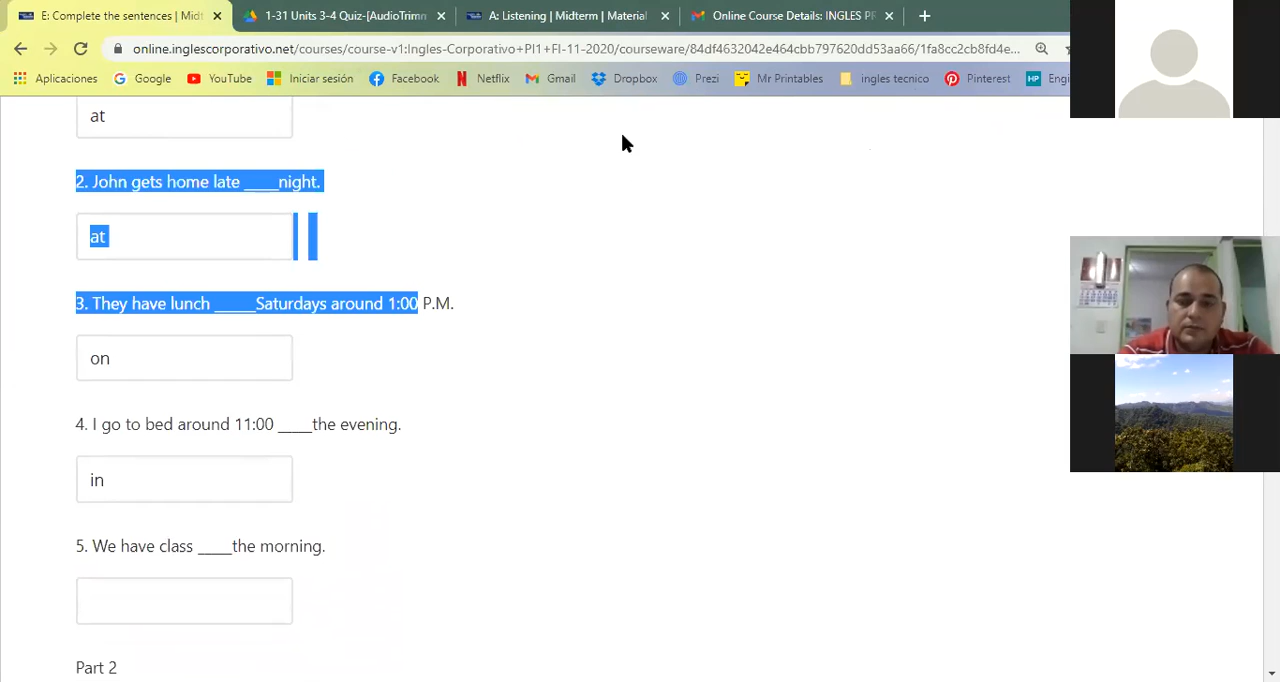 E: Complete the sentences | Midt
1-31 Units 3-4 Quiz-[AudioTrimm
A: Listening | Midterm | Material
Online Course Details: INGLES PR
online.inglescorporativo.net/courses/course-v1:Ingles-Corporativo+PI1+FI-11-2020/courseware/84df4632042e464cbb797620dd53aa66/1fa8cc2cb8fd4e...
Aplicaciones Google YouTube Iniciar sesión Facebook Netflix Gmail Dropbox Prezi Mr Printables ingles tecnico Pinterest Engi
at
2. John gets home late ____night.
at
3. They have lunch _____Saturdays around 1:00 P.M.
on
4. I go to bed around 11:00 ____the evening.
in
5. We have class ____the morning.
Part 2